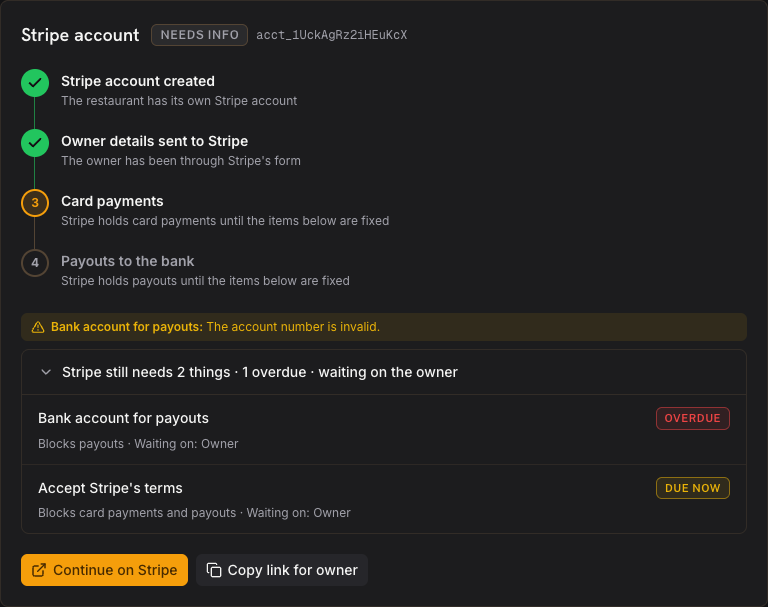 Stripe account NEEDS INFO acct_1UckAgRz2iHEuKcX
Stripe account created
The restaurant has its own Stripe account
Owner details sent to Stripe
The owner has been through Stripe's form
3 Card payments
Stripe holds card payments until the items below are fixed
4 Payouts to the bank
Stripe holds payouts until the items below are fixed
Bank account for payouts: The account number is invalid.
Stripe still needs 2 things · 1 overdue · waiting on the owner
Bank account for payouts OVERDUE
Blocks payouts · Waiting on: Owner
Accept Stripe's terms DUE NOW
Blocks card payments and payouts · Waiting on: Owner
Continue on Stripe Copy link for owner